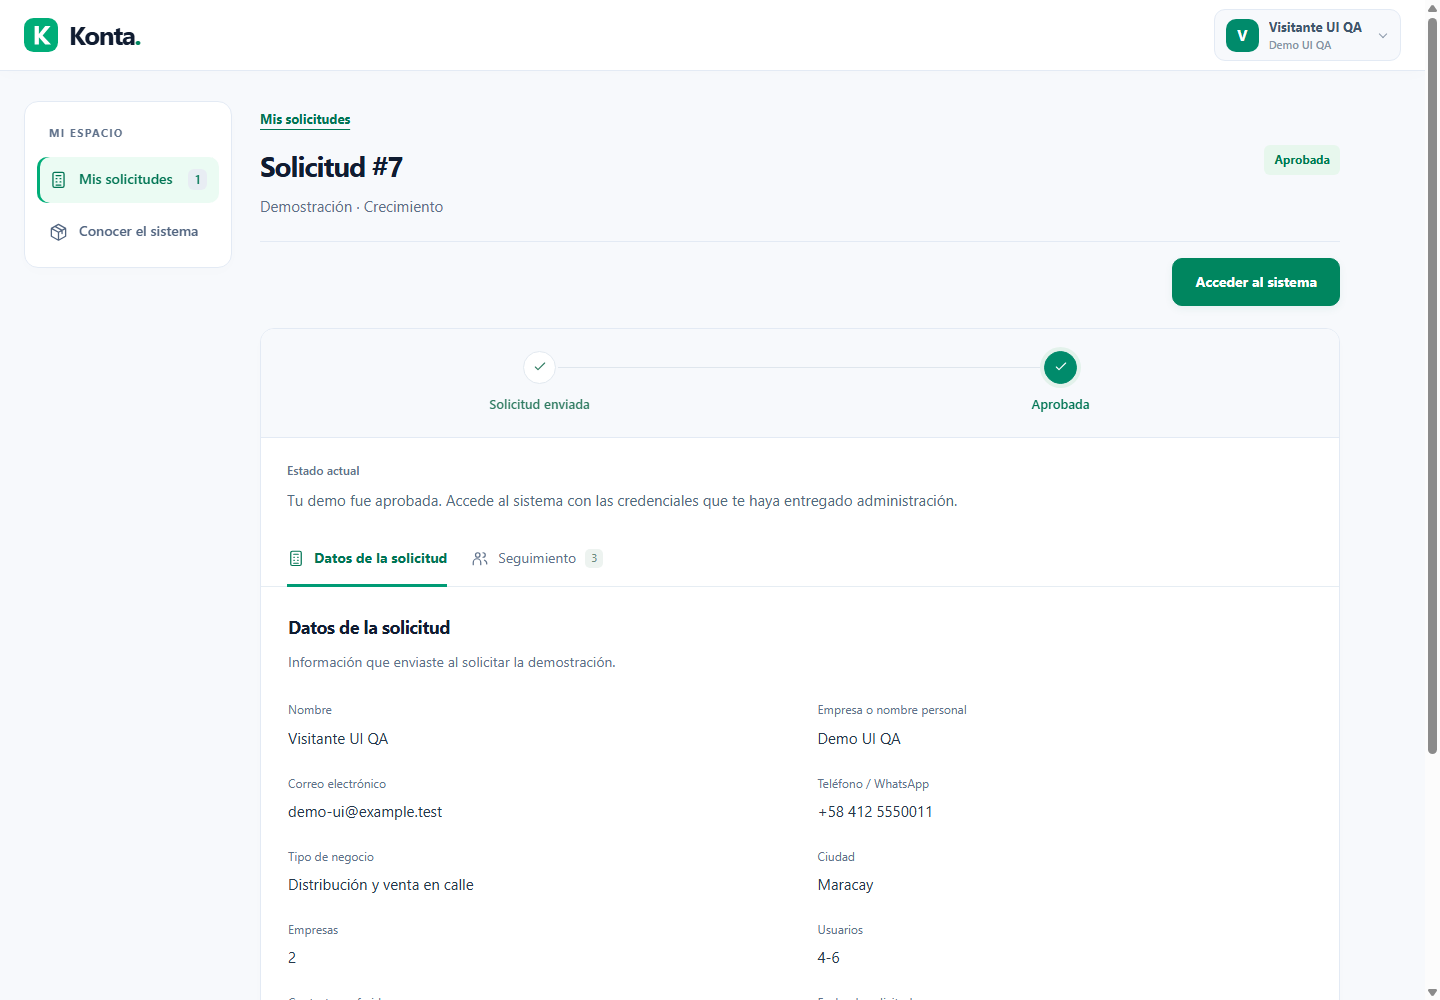 K Konta.
V
Visitante UI QA
Demo UI QA
MI ESPACIO
Mis solicitudes 1
Conocer el sistema
Mis solicitudes
Solicitud #7
Aprobada
Demostración · Crecimiento
Acceder al sistema
Solicitud enviada
Aprobada
Estado actual
Tu demo fue aprobada. Accede al sistema con las credenciales que te haya entregado administración.
Datos de la solicitud
Seguimiento 3
Datos de la solicitud
Información que enviaste al solicitar la demostración.
Nombre
Visitante UI QA
Empresa o nombre personal
Demo UI QA
Correo electrónico
demo-ui@example.test
Teléfono / WhatsApp
+58 412 5550011
Tipo de negocio
Distribución y venta en calle
Ciudad
Maracay
Empresas
2
Usuarios
4-6